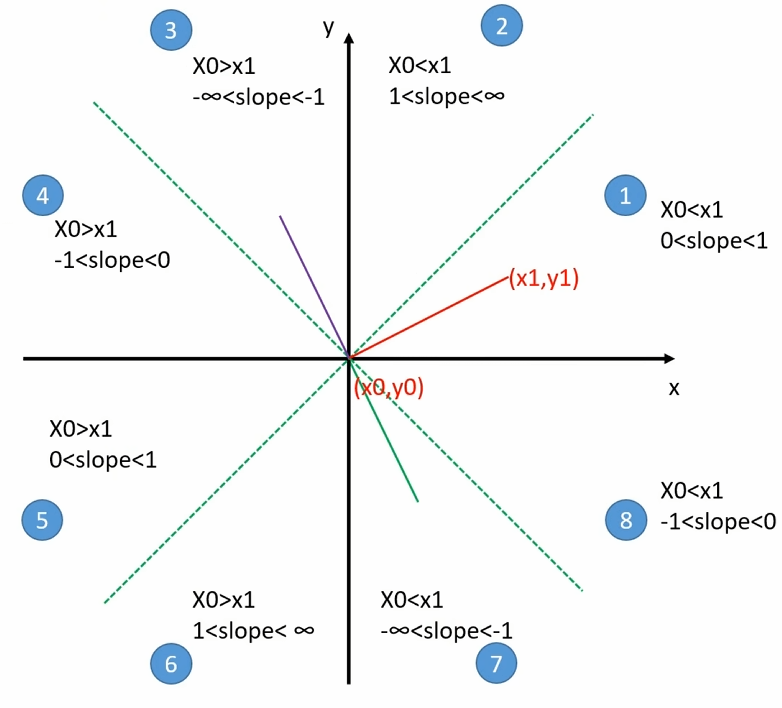 3
y
2
X0>x1
-∞<slope<-1
X0<x1
1<slope<∞
4
X0>x1
-1<slope<0
1
X0<x1
0<slope<1
(x1,y1)
(x0,y0)
x
X0>x1
0<slope<1
5
X0<x1
-1<slope<0
8
X0>x1
1<slope< ∞
6
X0<x1
-∞<slope<-1
7